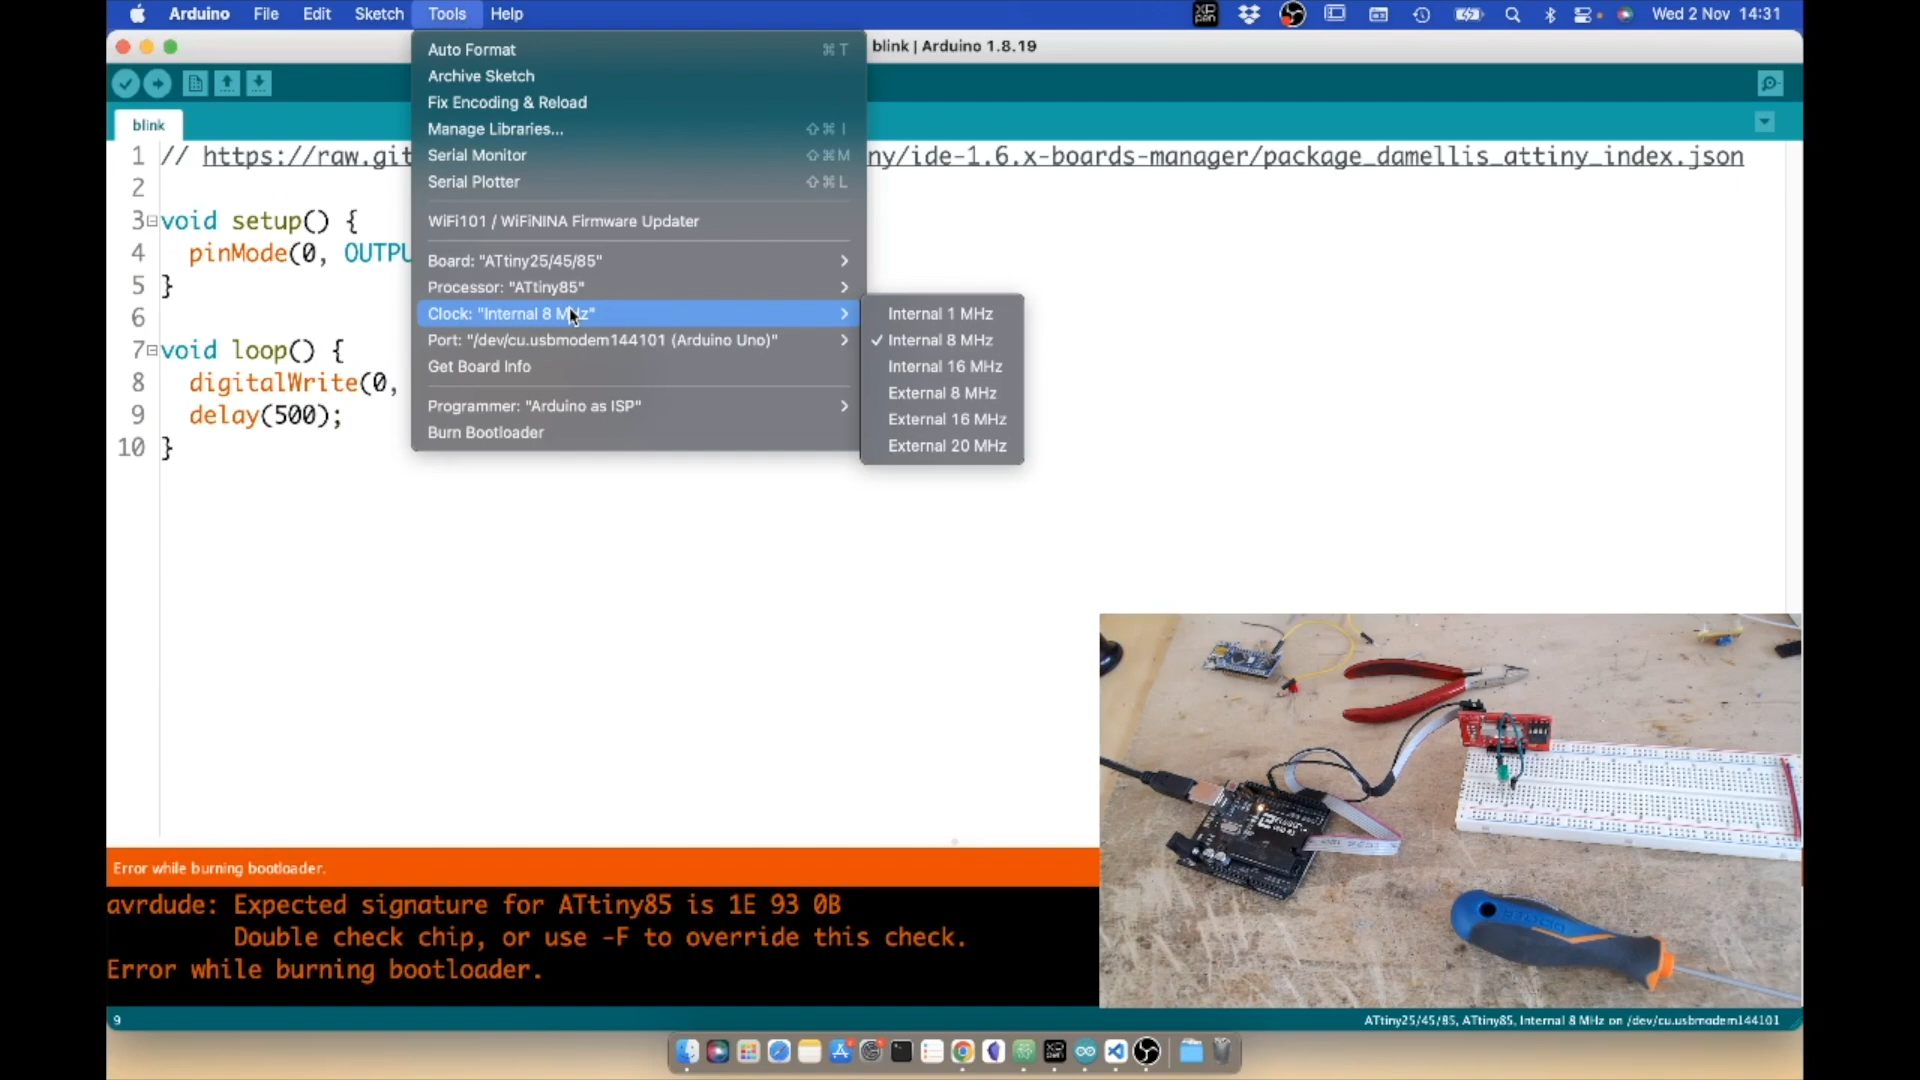 Arduino File Edit Sketch Tools Help
Wed 2 Nov 14:31
blink | Arduino 1.8.19
blink
1 // https://raw.git
ny/ide-1.6.x-boards-manager/package_damellis_attiny_index.json
2
3 void setup() {
4 pinMode(0, OUTPU
5 }
6
7 void loop() {
8 digitalWrite(0,
9 delay(500);
10 }
Auto Format ⌘ T
Archive Sketch
Fix Encoding & Reload
Manage Libraries... ⇧⌘ I
Serial Monitor ⇧⌘M
Serial Plotter ⇧⌘ L
WiFi101 / WiFiNINA Firmware Updater
Board: "ATtiny25/45/85"
Processor: "ATtiny85"
Clock: "Internal 8 MHz"
Port: "/dev/cu.usbmodem144101 (Arduino Uno)"
Get Board Info
Programmer: "Arduino as ISP"
Burn Bootloader
Internal 1 MHz
✓ Internal 8 MHz
Internal 16 MHz
External 8 MHz
External 16 MHz
External 20 MHz
Error while burning bootloader.
avrdude: Expected signature for ATtiny85 is 1E 93 0B
Double check chip, or use -F to override this check.
Error while burning bootloader.
9
ATtiny25/45/85, ATtiny85, Internal 8 MHz on /dev/cu.usbmodem144101